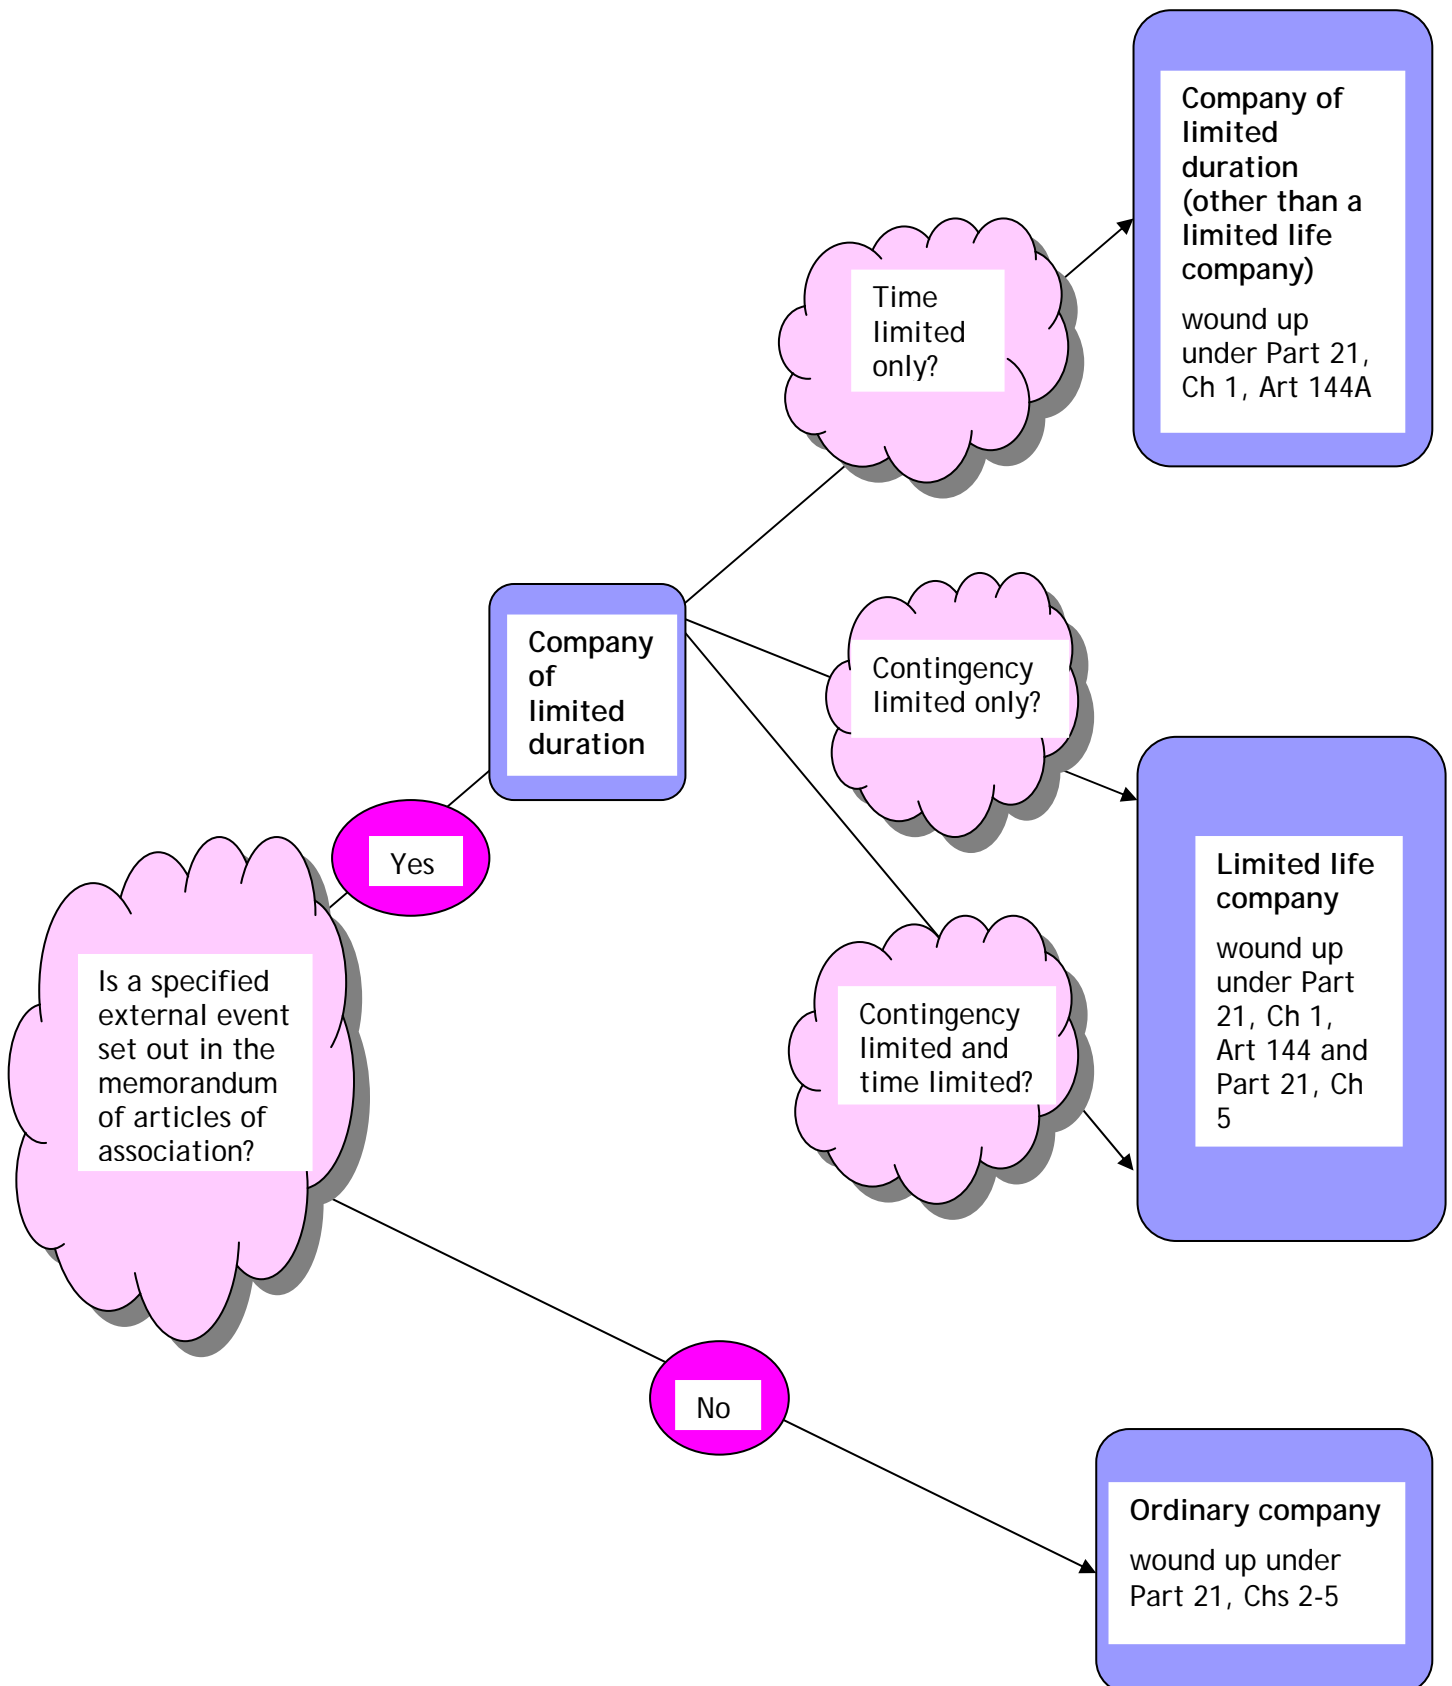 Company of
limited
duration
(other than a
limited life
company)
wound up
under Part 21,
Ch 1, Art 144A
Time
limited
only?
Company
of
limited
duration
Contingency
limited only?
Yes
Limited life
company
wound up
under Part
21, Ch 1,
Art 144 and
Part 21, Ch
5
Is a specified
external event
set out in the
memorandum
of articles of
association?
Contingency
limited and
time limited?
No
Ordinary company
wound up under
Part 21, Chs 2-5